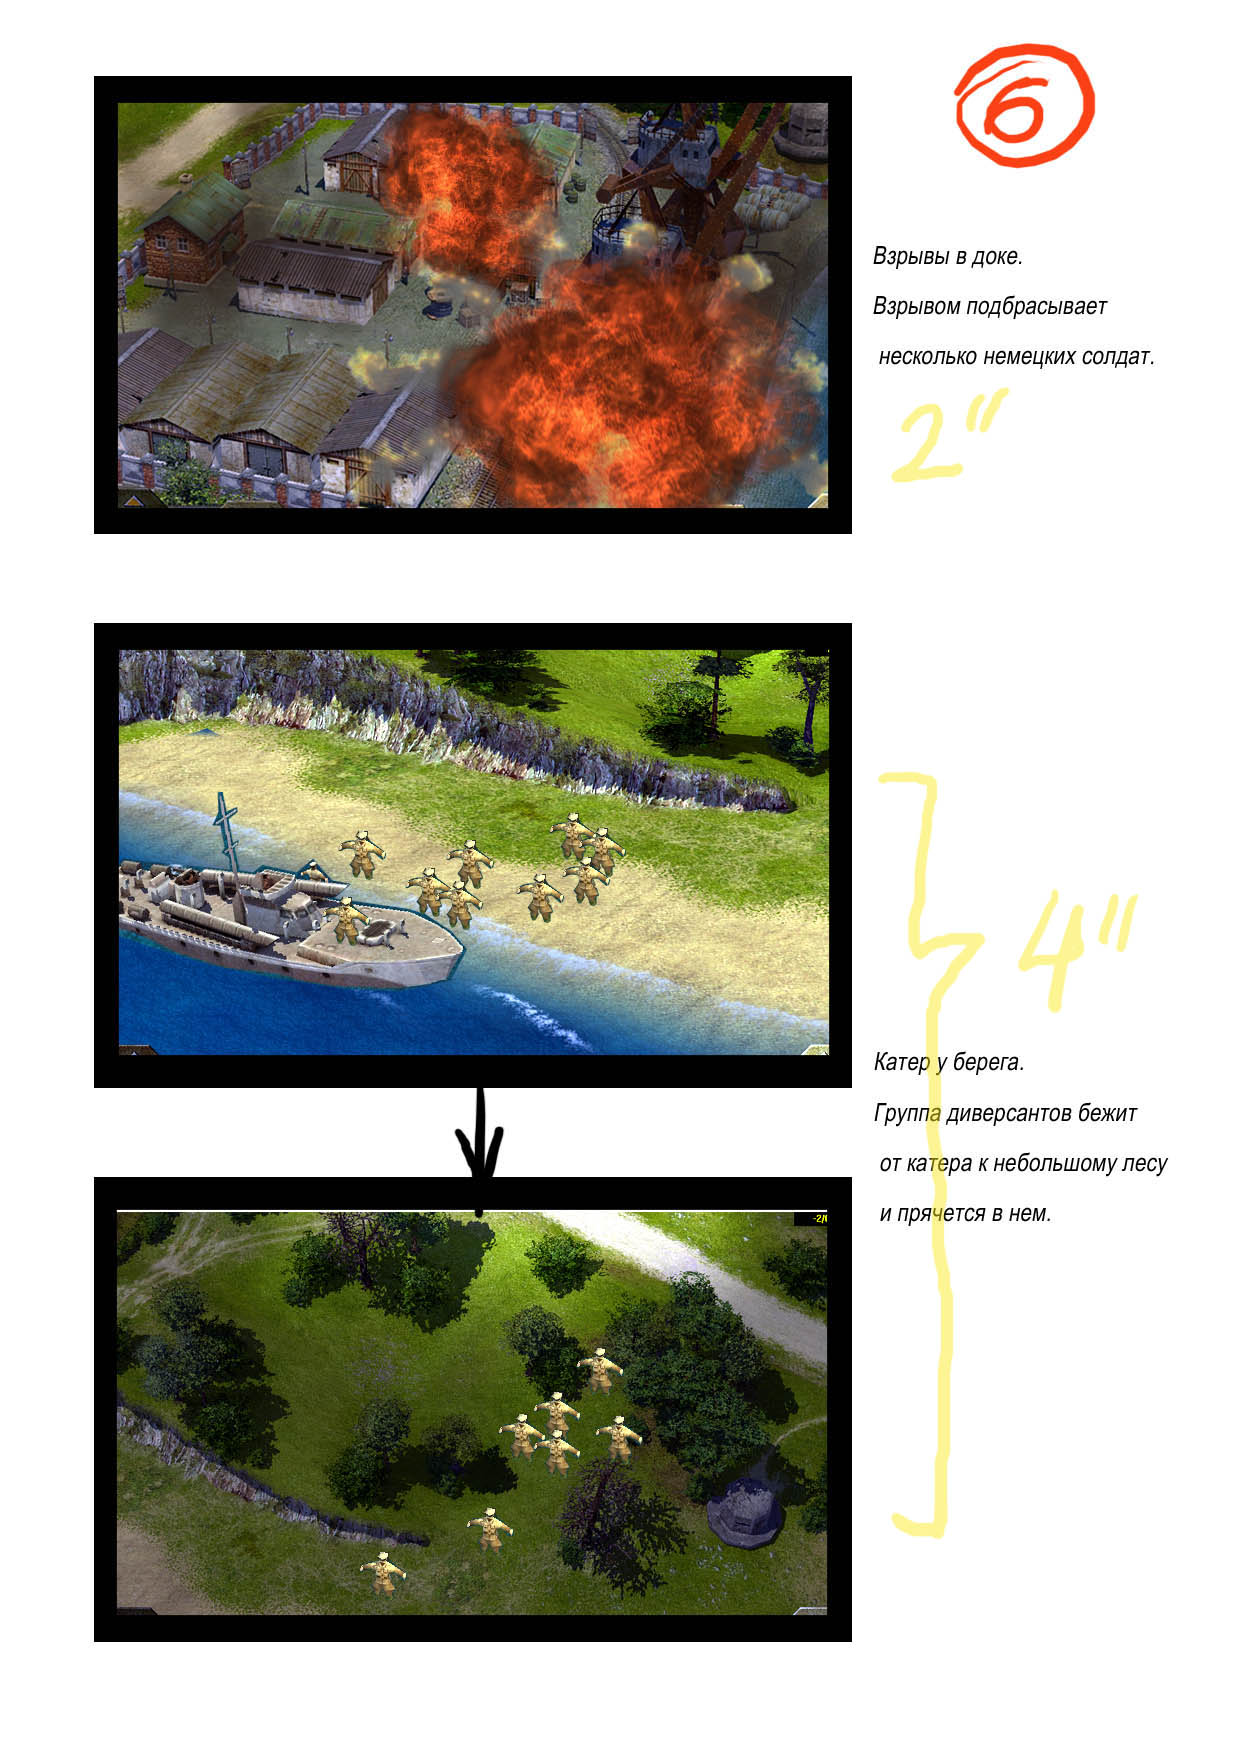 6
Взрывы в доке.
Взрывом подбрасывает
несколько немецких солдат.
2"
4"
Катер у берега.
Группа диверсантов бежит
от катера к небольшому лесу
и прячется в нем.